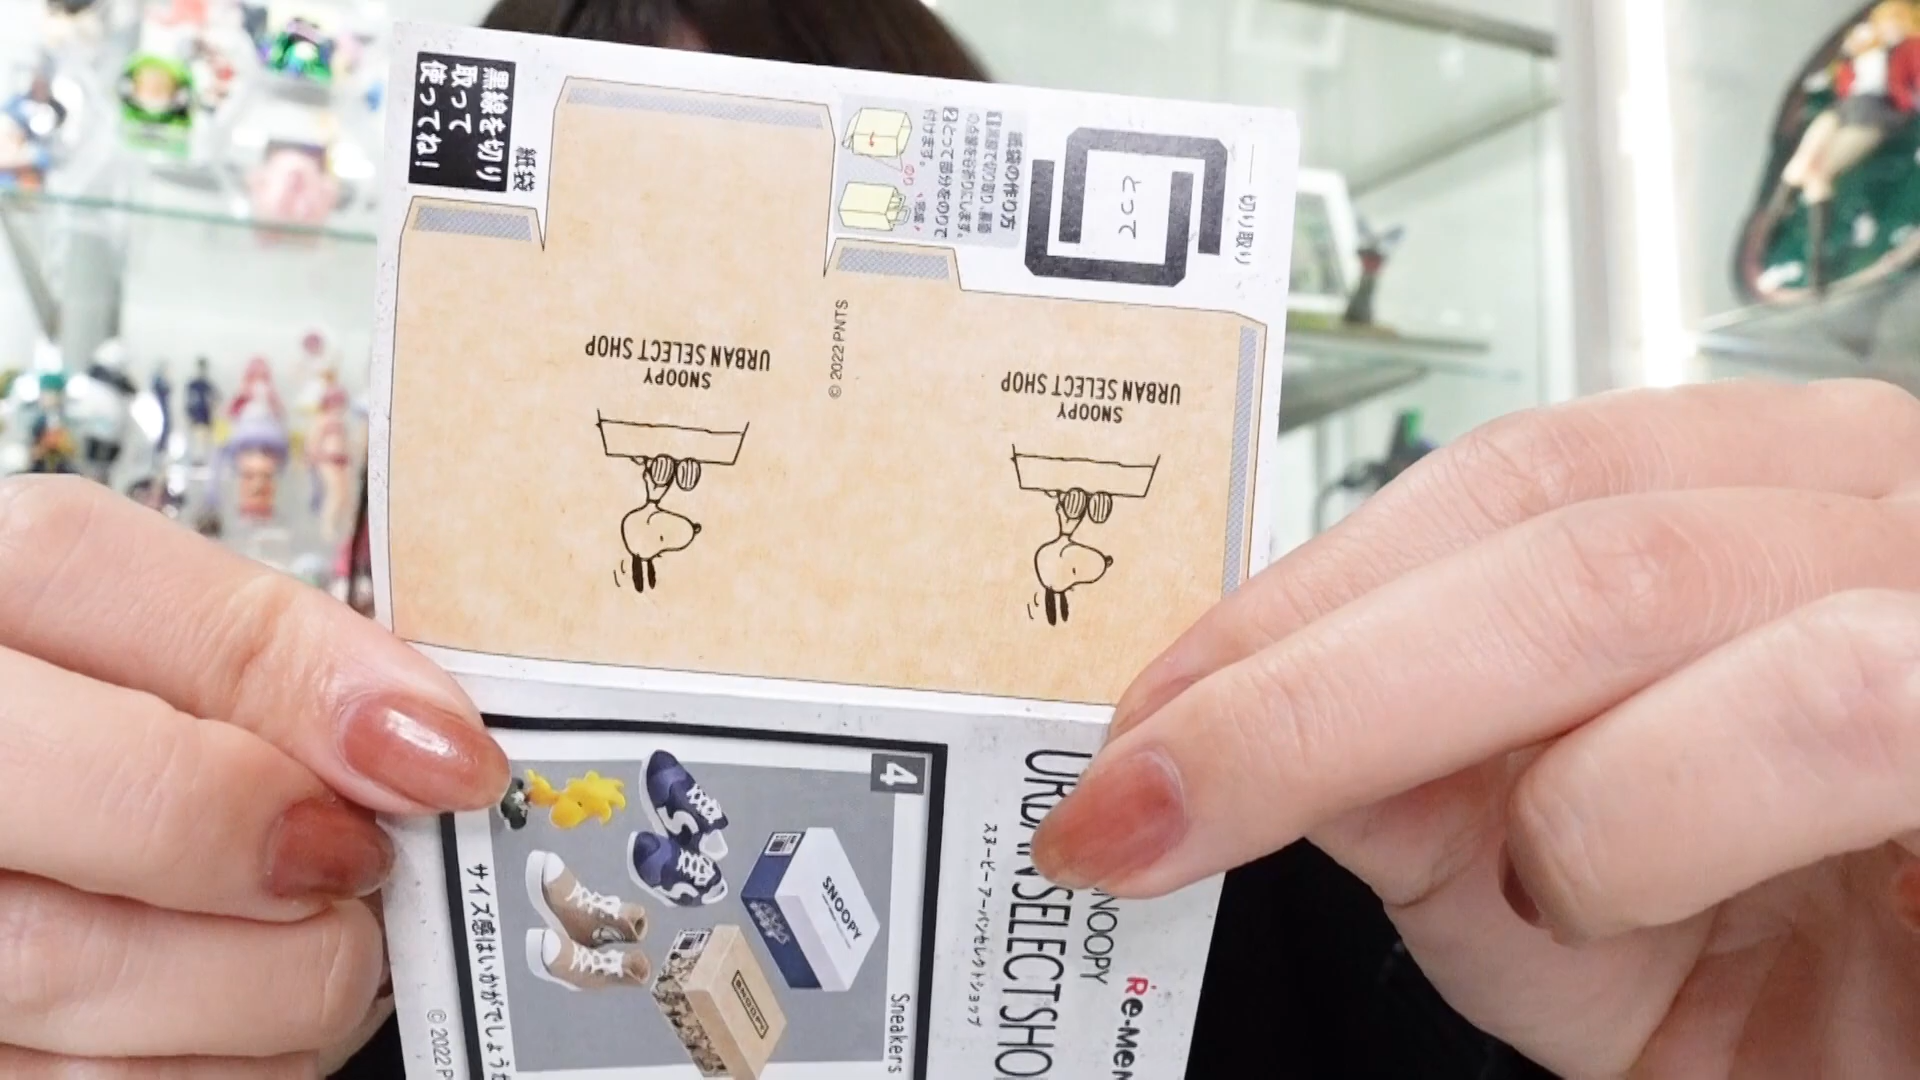 黒線を切り
取って
使ってね!
紙袋
紙袋の作り方
とって
切り取り
© 2022 PNTS
SNOOPY
URBAN SELECT SHOP
SNOOPY
URBAN SELECT SHOP
Re-MeN
SNOOPY
SELECT SHO
スヌーピー アーバンセレクトショップ
4
Sneakers
SNOOPY
SNOOPY
サイズ感はいかがでしょう
© 2022 P